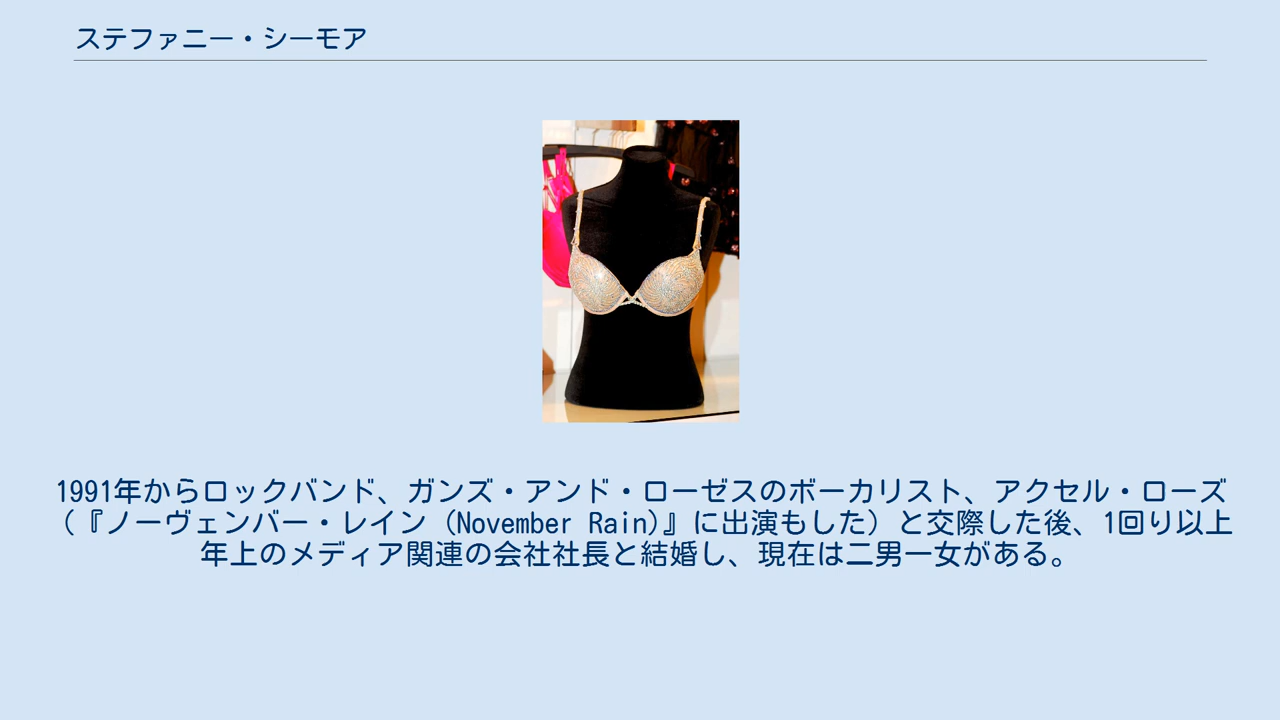 ステファニー・シーモア
1991年からロックバンド、ガンズ・アンド・ローゼスのボーカリスト、アクセル・ローズ
（『ノーヴェンバー・レイン (November Rain)』に出演もした）と交際した後、1回り以上
年上のメディア関連の会社社長と結婚し、現在は二男一女がある。